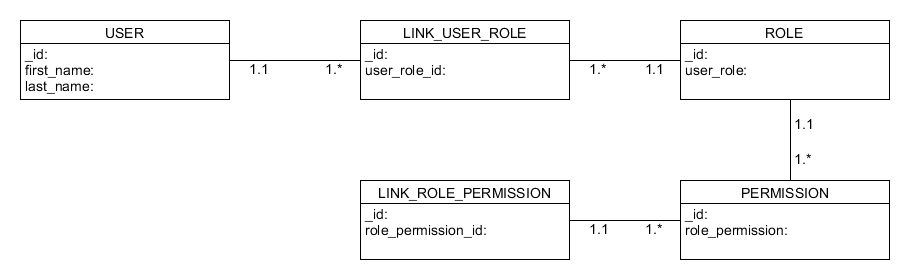 USER
_id:
first_name:
last_name:
1.1
1.*
LINK_USER_ROLE
_id:
user_role_id:
1.*
1.1
ROLE
_id:
user_role:
1.1
1.*
LINK_ROLE_PERMISSION
_id:
role_permission_id:
1.1
1.*
PERMISSION
_id:
role_permission: